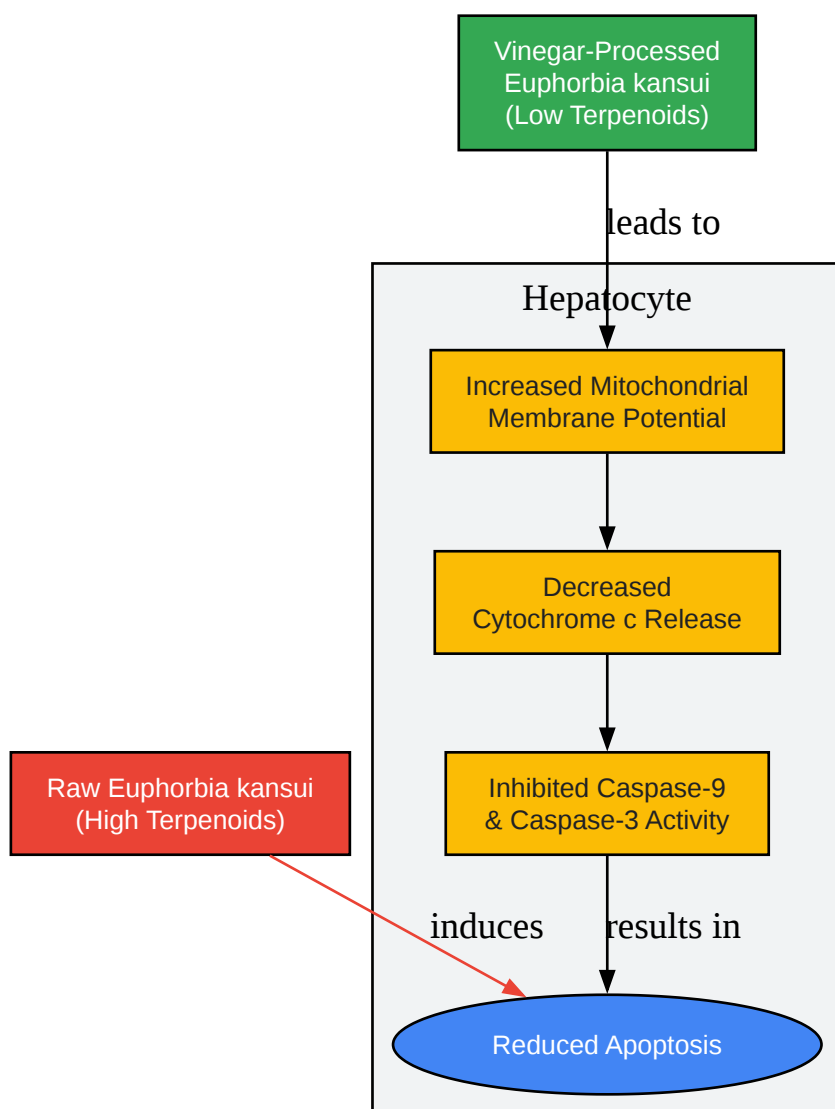 Vinegar-Processed
Euphorbia kansui
(Low Terpenoids)
leads to
Hepatocyte
Increased Mitochondrial
Membrane Potential
Decreased
Cytochrome c Release
Raw Euphorbia kansui
(High Terpenoids)
Inhibited Caspase-9
& Caspase-3 Activity
induces
results in
Reduced Apoptosis